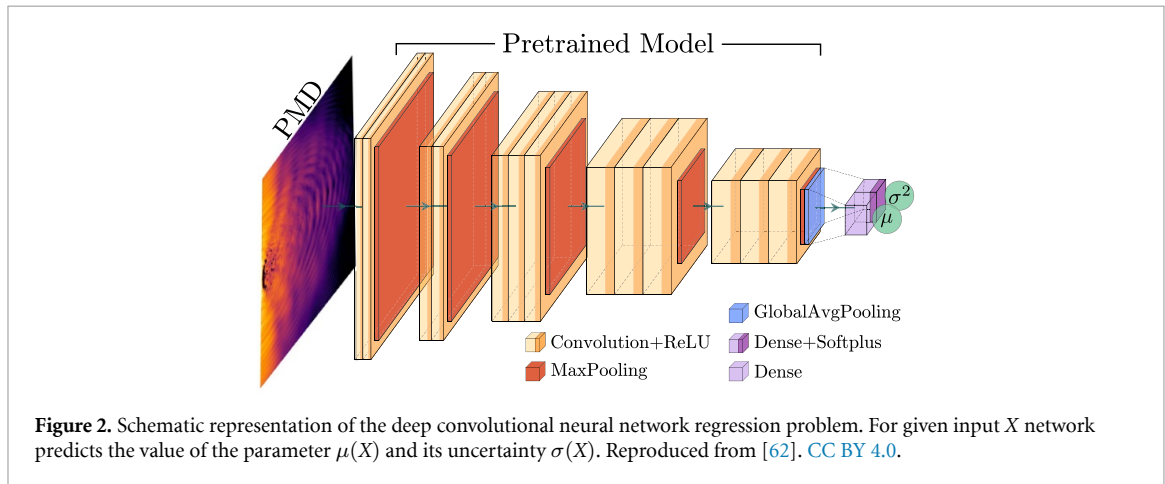 Pretrained Model
PMD
σ²
μ
GlobalAvgPooling
Convolution+ReLU
Dense+Softplus
MaxPooling
Dense
Figure 2. Schematic representation of the deep convolutional neural network regression problem. For given input X network
predicts the value of the parameter μ(X) and its uncertainty σ(X). Reproduced from [62]. CC BY 4.0.